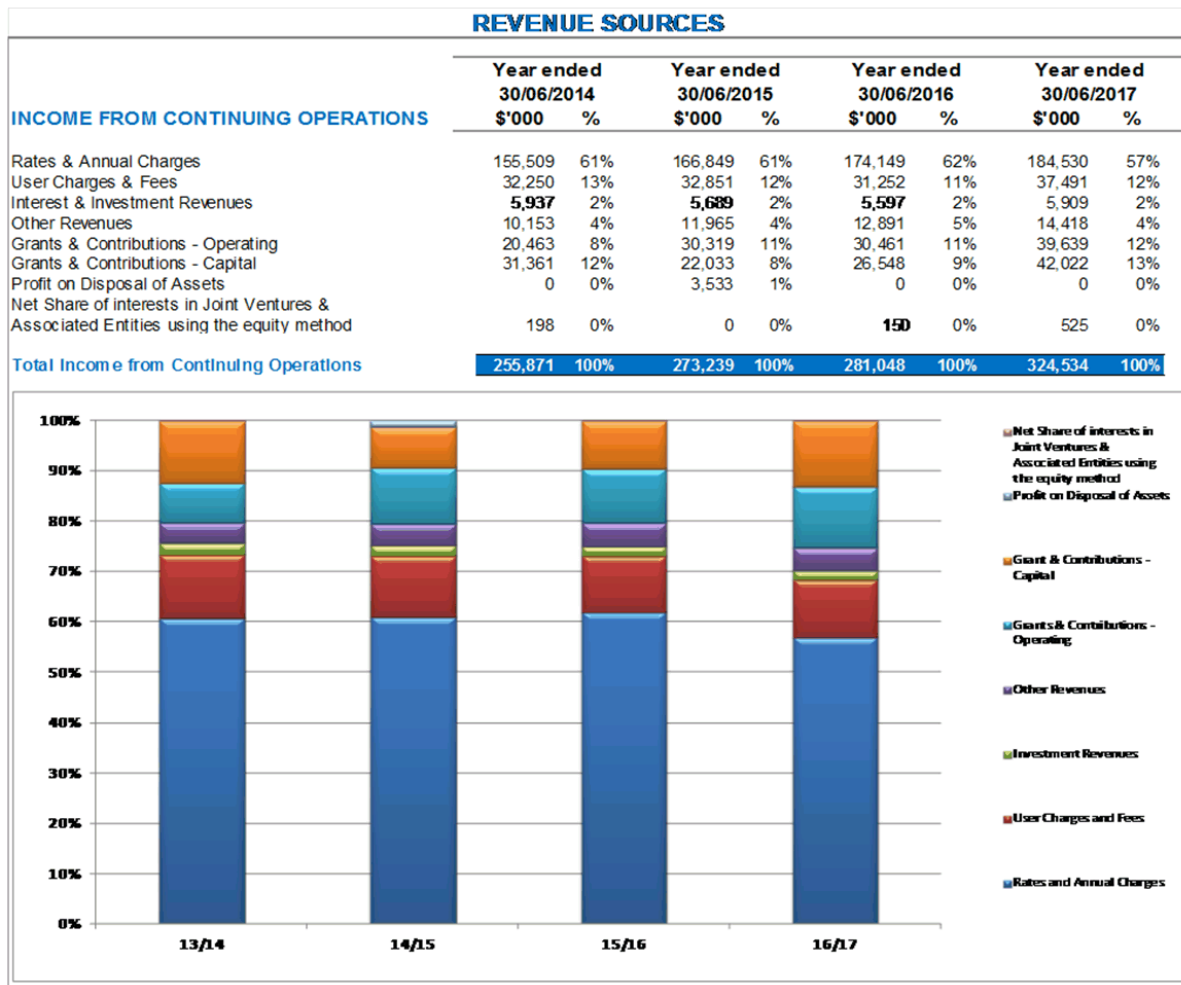 REVENUE SOURCES
Year ended Year ended Year ended Year ended
30/06/2014 30/06/2015 30/06/2016 30/06/2017
INCOME FROM CONTINUING OPERATIONS $'000 % $'000 % $'000 % $'000 %
Rates & Annual Charges 155,509 61% 166,849 61% 174,149 62% 184,530 57%
User Charges & Fees 32,250 13% 32,851 12% 31,252 11% 37,491 12%
Interest & Investment Revenues 5,937 2% 5,689 2% 5,597 2% 5,909 2%
Other Revenues 10,153 4% 11,965 4% 12,891 5% 14,418 4%
Grants & Contributions - Operating 20,463 8% 30,319 11% 30,461 11% 39,639 12%
Grants & Contributions - Capital 31,361 12% 22,033 8% 26,548 9% 42,022 13%
Profit on Disposal of Assets 0 0% 3,533 1% 0 0% 0 0%
Net Share of interests in Joint Ventures &
Associated Entities using the equity method 198 0% 0 0% 150 0% 525 0%
Total Income from Continuing Operations 255,871 100% 273,239 100% 281,048 100% 324,534 100%
100%
90%
80%
70%
60%
50%
40%
30%
20%
10%
0%
13/14 14/15 15/16 16/17
Net Share of interests in
Joint Ventures &
Associated Entities using
the equity method
Profit on Disposal of Assets
Grant & Contributions -
Capital
Grants & Contributions -
Operating
Other Revenues
Investment Revenues
User Charges and Fees
Rates and Annual Charges